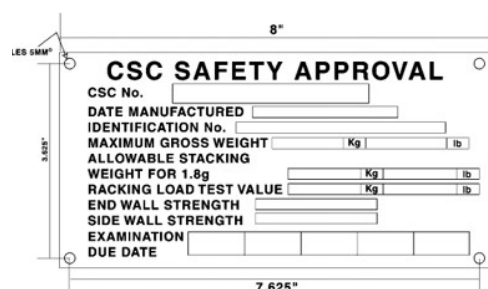 8"
LES 5MM°
CSC SAFETY APPROVAL
CSC No.
DATE MANUFACTURED
IDENTIFICATION No.
MAXIMUM GROSS WEIGHT Kg lb
ALLOWABLE STACKING
WEIGHT FOR 1.8g Kg lb
RACKING LOAD TEST VALUE Kg lb
END WALL STRENGTH
SIDE WALL STRENGTH
EXAMINATION
DUE DATE
7.625"